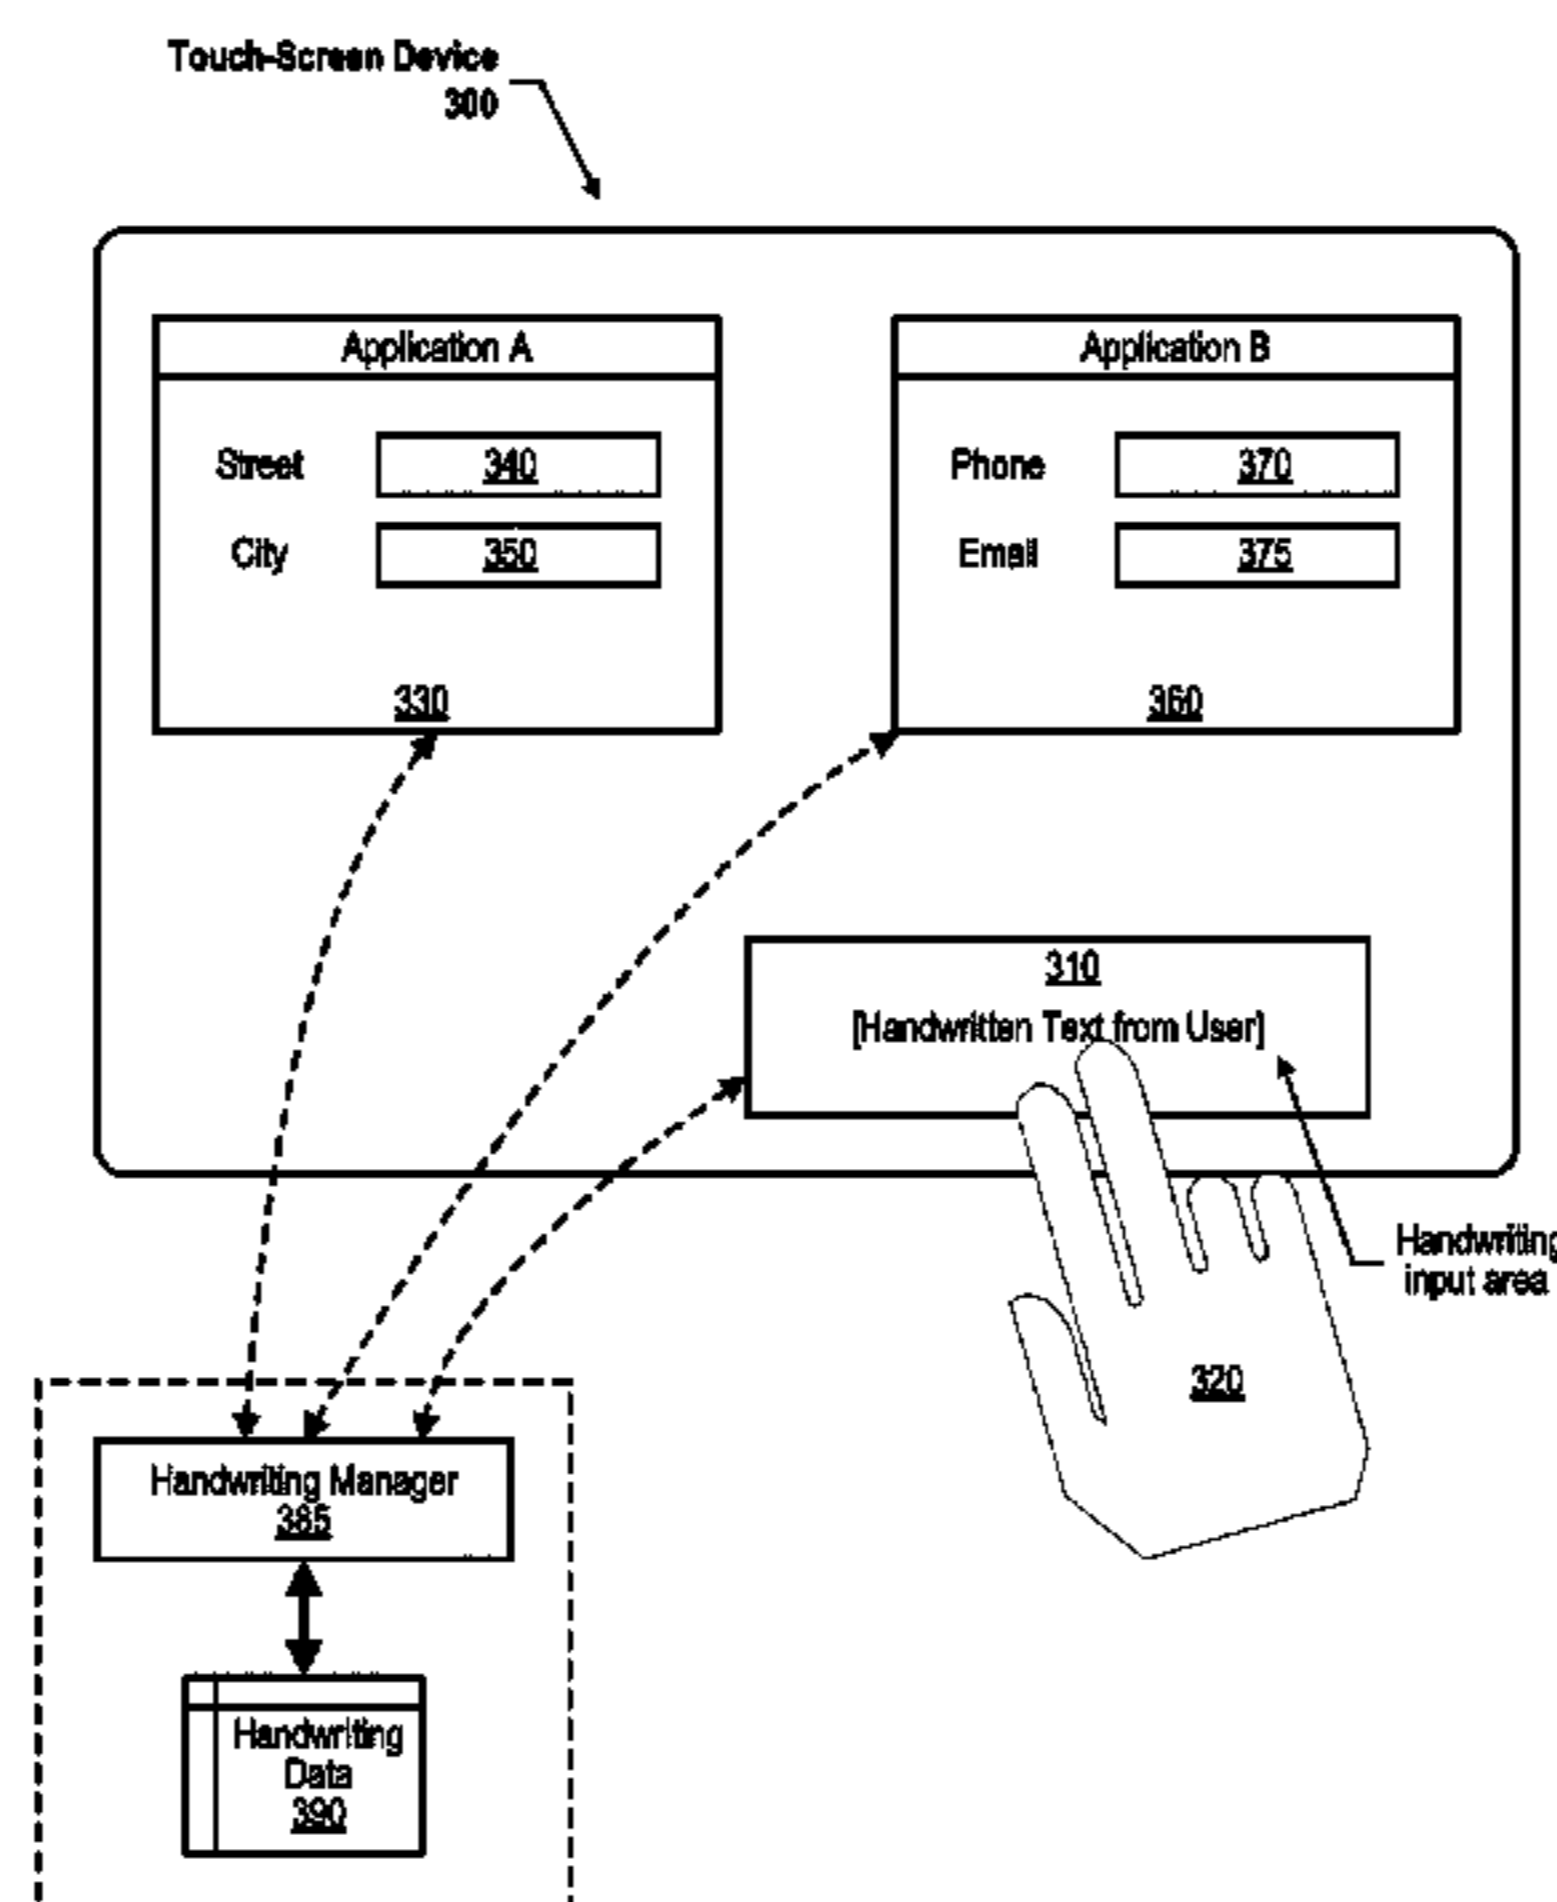 Touch-Screen Device
300
Application A
Street 340
City 350
330
Application B
Phone 370
Email 375
360
310
[Handwritten Text from User]
Handwriting
input area
320
Handwriting Manager
385
Handwriting
Data
390